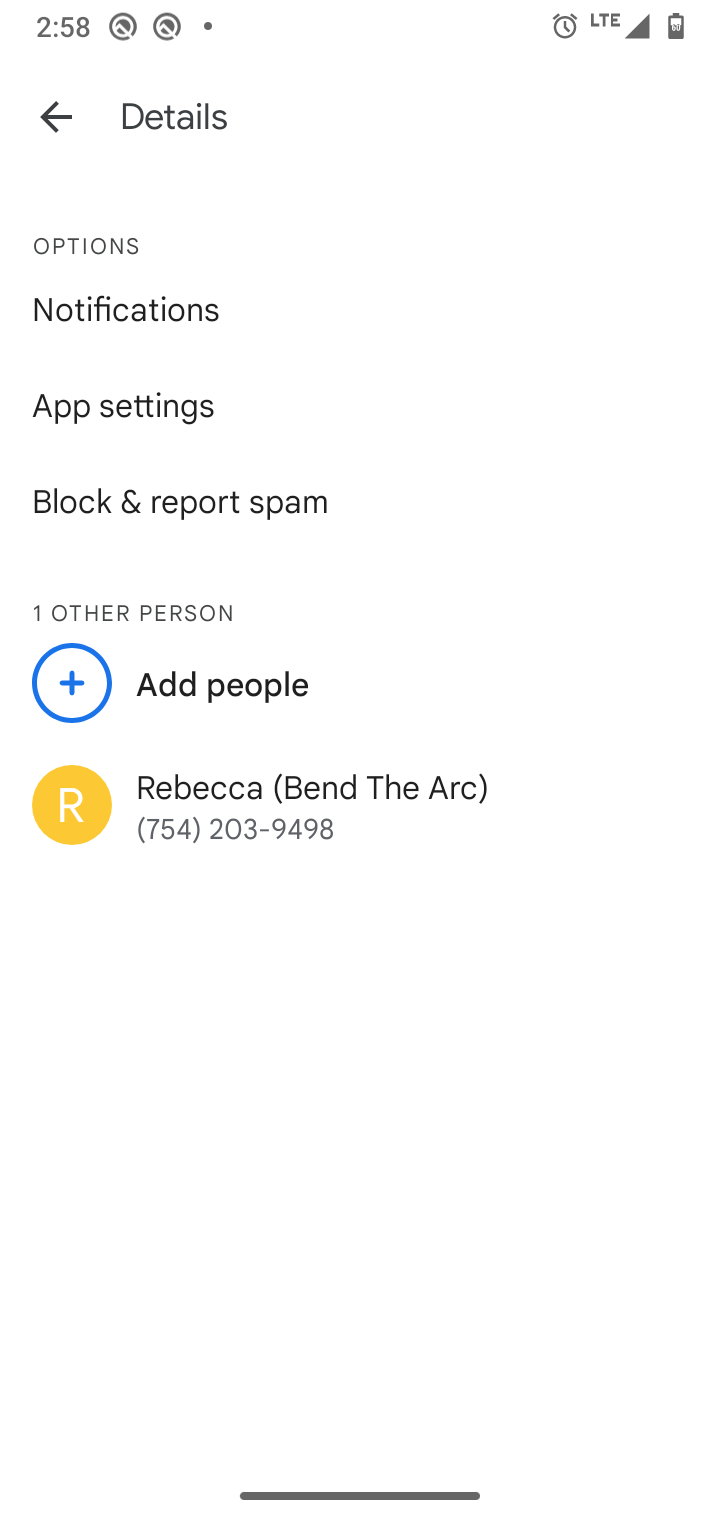 2:58
LTE
Details
OPTIONS
Notifications
App settings
Block & report spam
1 OTHER PERSON
Add people
R
Rebecca (Bend The Arc)
(754) 203-9498